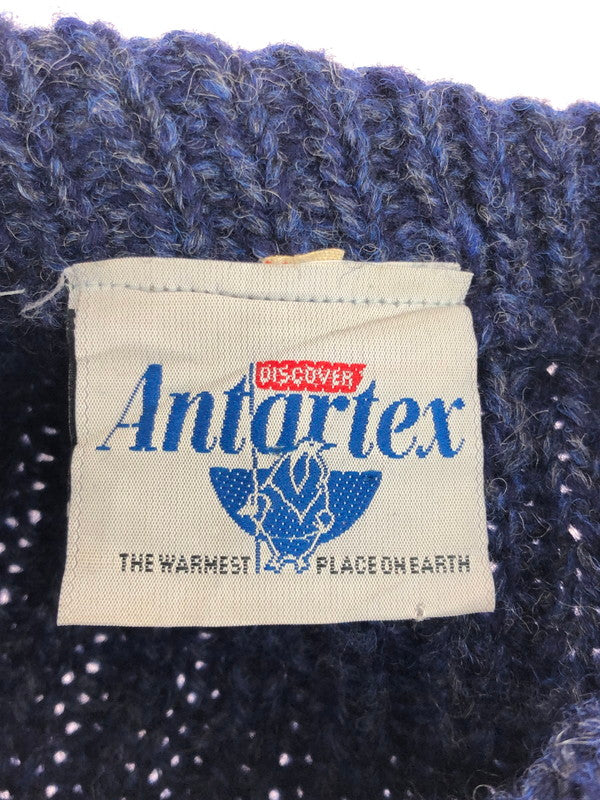 DISCOVER
Antartex
THE WARMEST PLACE ON EARTH